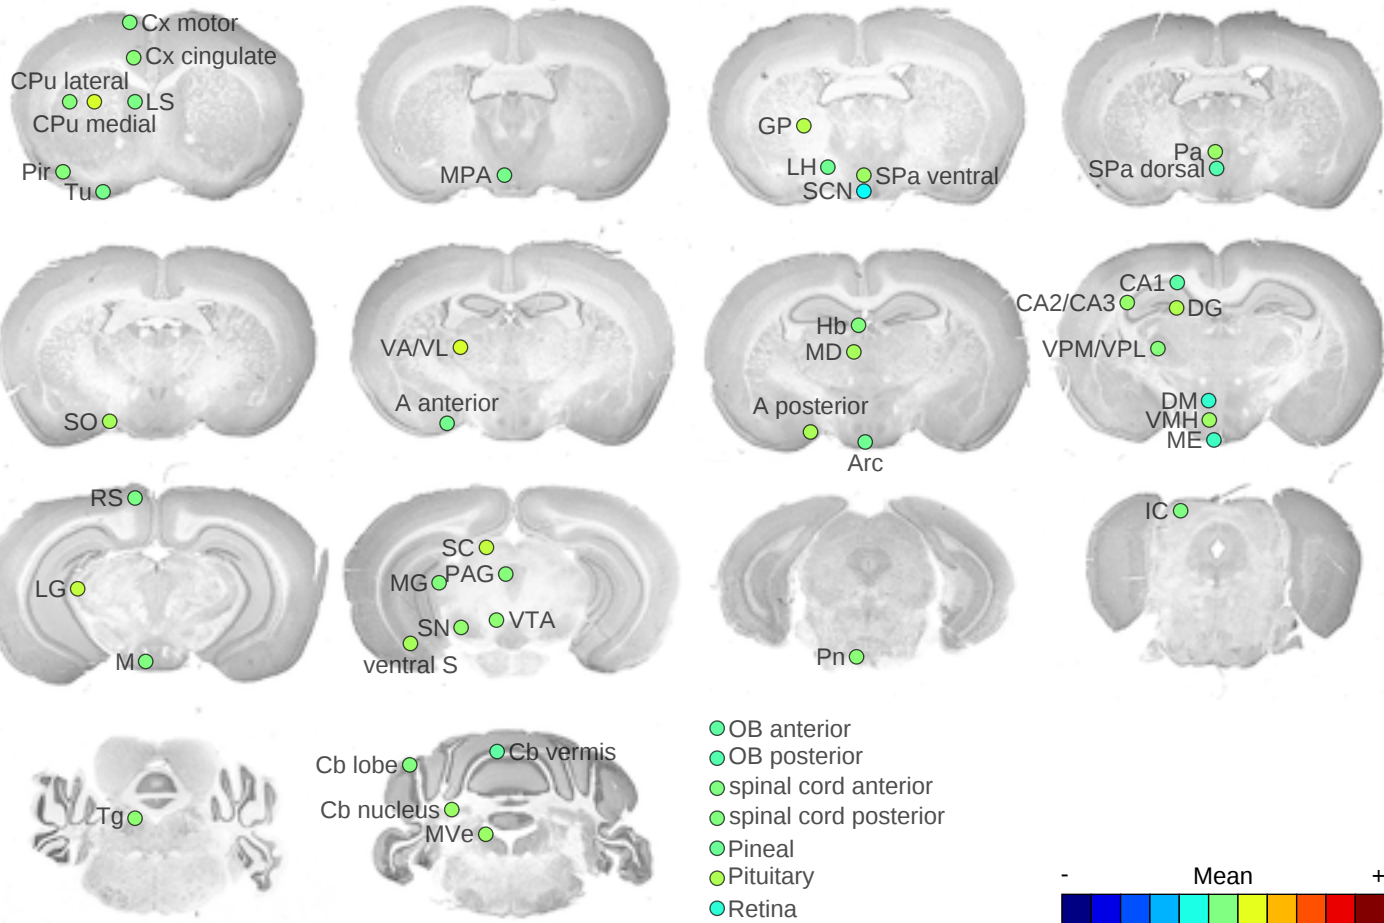 Cx motor
Cx cingulate
CPu lateral
LS
CPu medial
Pir
Tu
MPA
GP
LH
SPa ventral
SCN
Pa
SPa dorsal
SO
VA/VL
A anterior
Hb
MD
A posterior
Arc
CA1
CA2/CA3
DG
VPM/VPL
DM
VMH
ME
RS
LG
M
SC
MG
PAG
SN
VTA
ventral S
Pn
IC
Tg
Cb lobe
Cb vermis
Cb nucleus
MVe
OB anterior
OB posterior
spinal cord anterior
spinal cord posterior
Pineal
Pituitary
Retina
- Mean +